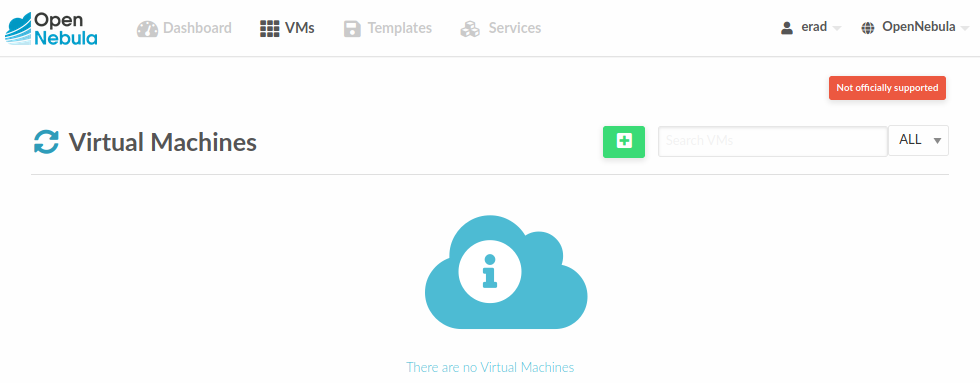 Open
Nebula
Dashboard
VMs
Templates
Services
erad
OpenNebula
Not officially supported
Virtual Machines
Search VMs
ALL
There are no Virtual Machines